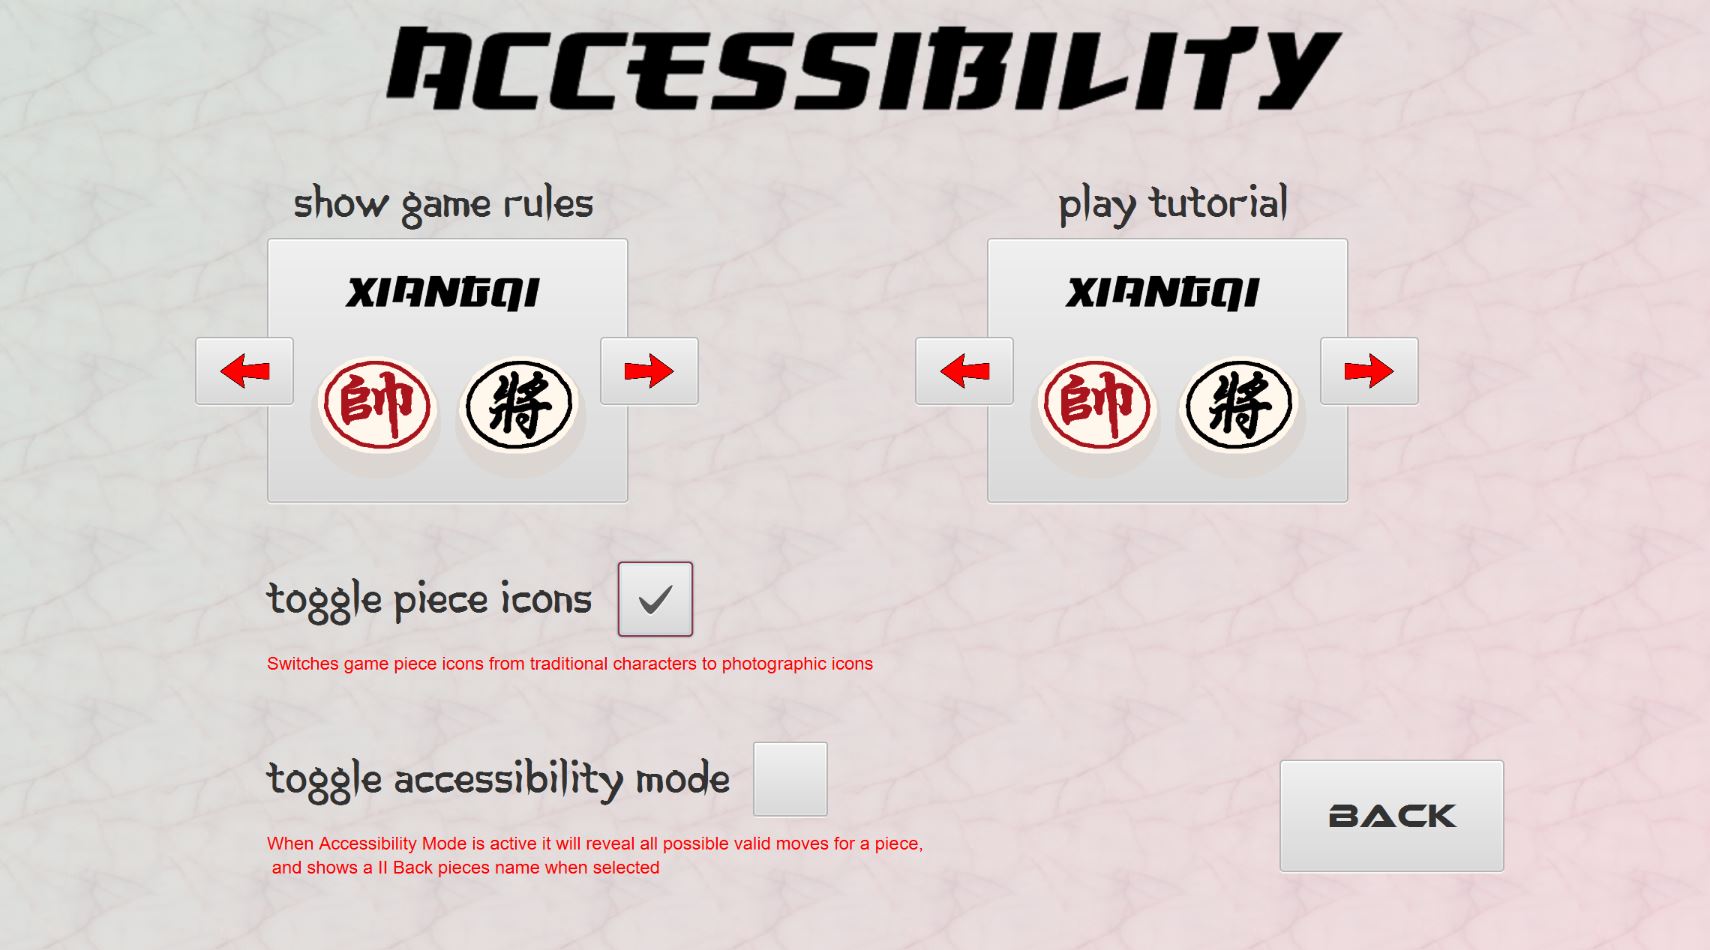 ACCESSIBILITY
show game rules
play tutorial
XIANGQI
XIANGQI
帥 將
帥 將
toggle piece icons
Switches game piece icons from traditional characters to photographic icons
toggle accessibility mode
When Accessibility Mode is active it will reveal all possible valid moves for a piece,
and shows a II Back pieces name when selected
BACK